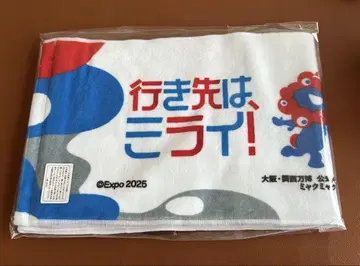 行き先は、
ミライ!
©Expo 2025
大阪・関西万博 公式
ミャクミャク